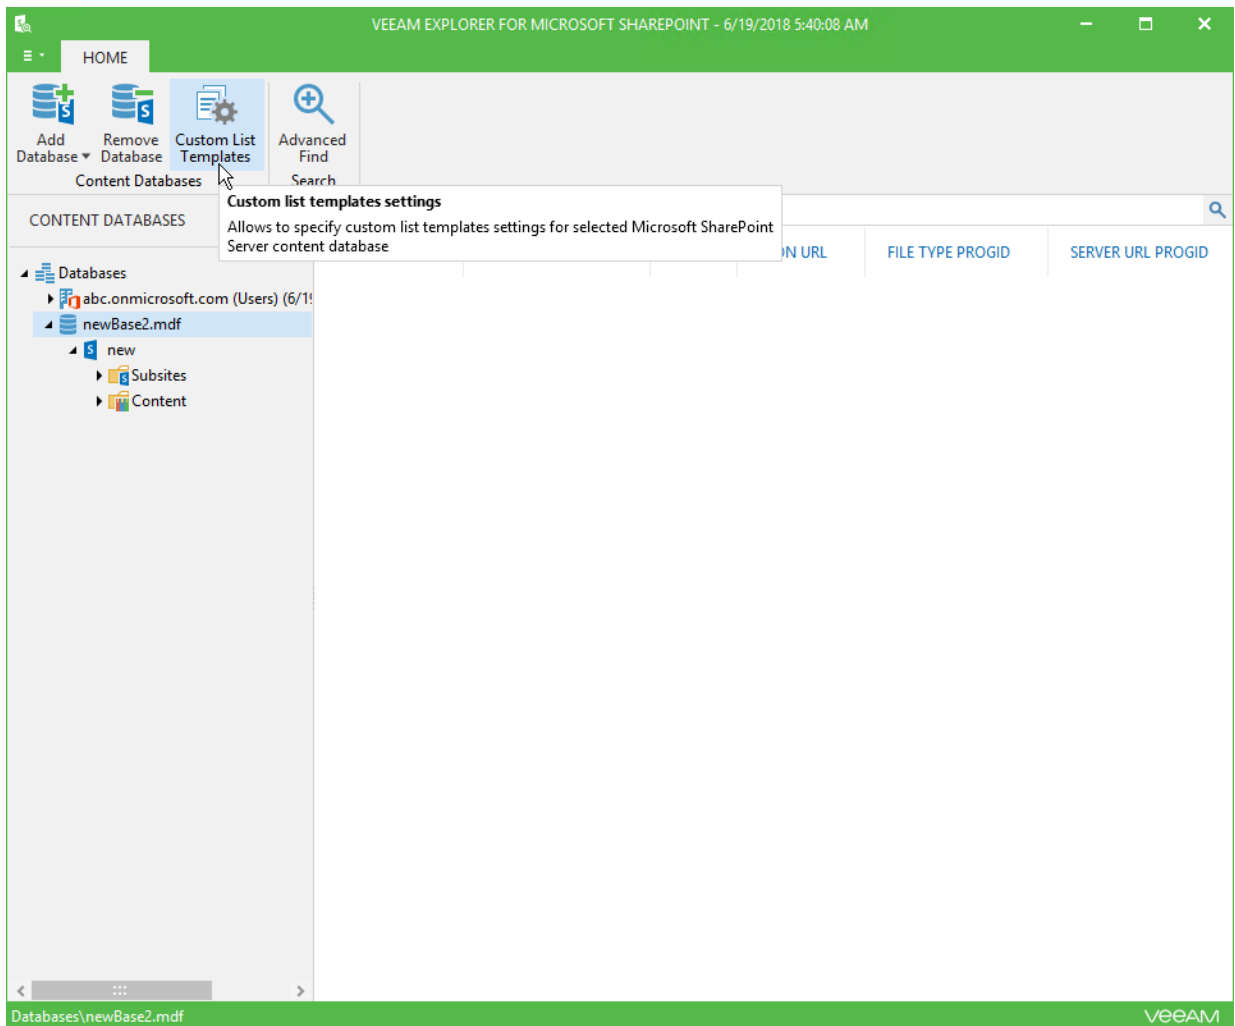 VEEAM EXPLORER FOR MICROSOFT SHAREPOINT - 6/19/2018 5:40:08 AM
HOME
Add Database
Remove Database
Custom List Templates
Advanced Find
Content Databases
Search
Custom list templates settings
Allows to specify custom list templates settings for selected Microsoft SharePoint
Server content database
CONTENT DATABASES
URL
FILE TYPE PROGID
SERVER URL PROGID
Databases
abc.onmicrosoft.com (Users)
newBase2.mdf
new
Subsites
Content
Databases\newBase2.mdf
veeAM